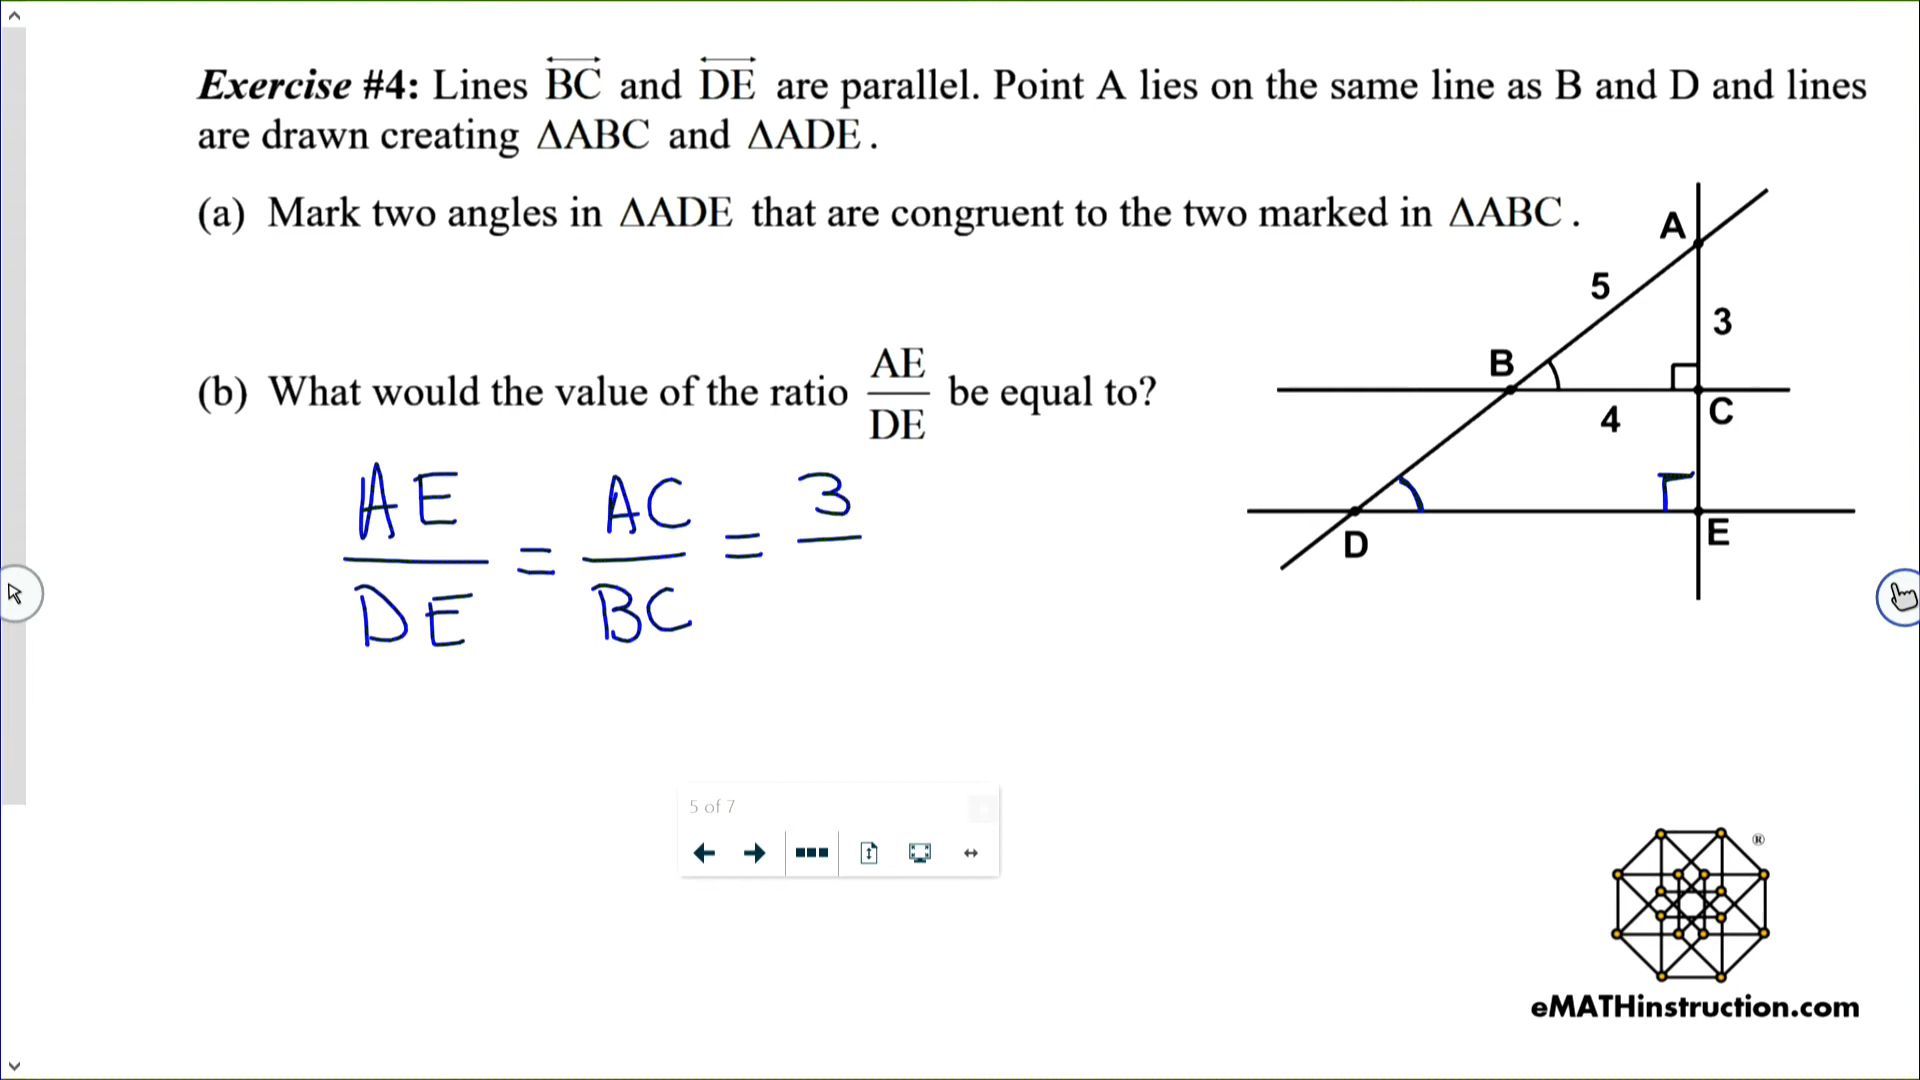 Exercise #4: Lines BC and DE are parallel. Point A lies on the same line as B and D and lines
are drawn creating ΔABC and ΔADE.
(a) Mark two angles in ΔADE that are congruent to the two marked in ΔABC.
A
5
3
B
C
4
E
D
(b) What would the value of the ratio AE/DE be equal to?
AE/DE = AC/BC = 3/
5 of 7
®
eMATHinstruction.com